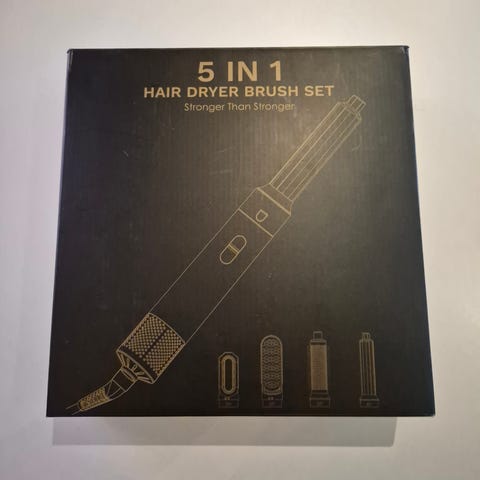 5 IN 1
HAIR DRYER BRUSH SET
Stronger Than Stronger